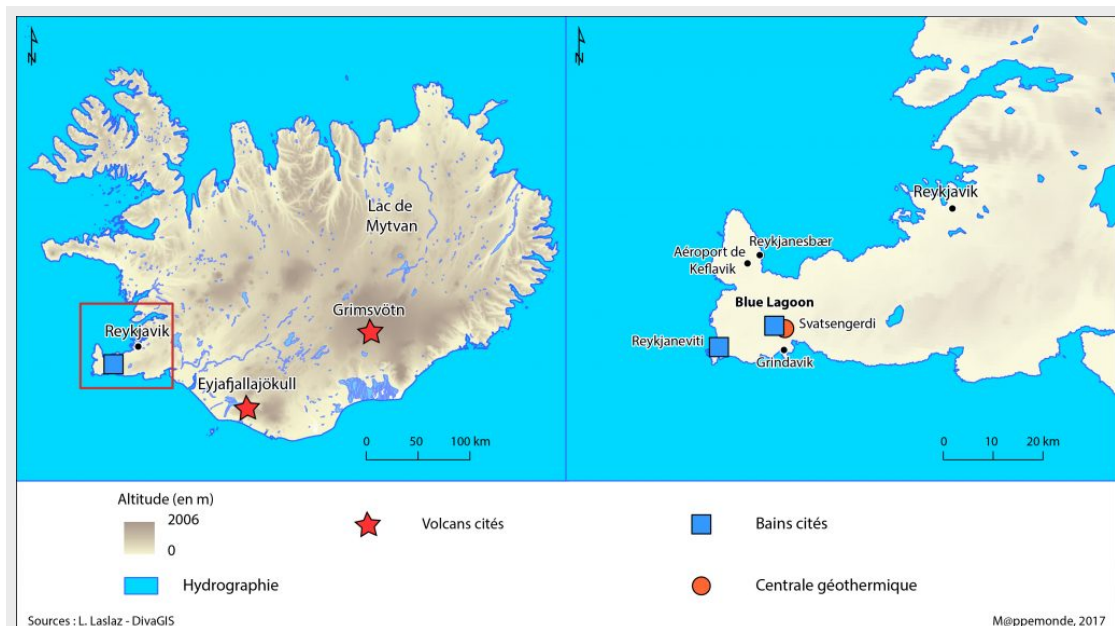 N
Lac de
Mytvan
Grimsvötn
Reykjavik
Eyjafjallajökull
0 50 100 km
N
Reykjavik
Reykjanesbær
Aéroport de
Keflavik
Blue Lagoon
Svatsengerdi
Reykjaneviti
Grindavik
0 10 20 km
Altitude (en m)
2006
0
Volcans cités
Bains cités
Hydrographie
Centrale géothermique
Sources : L. Laslaz - DivaGIS
M@ppemonde, 2017